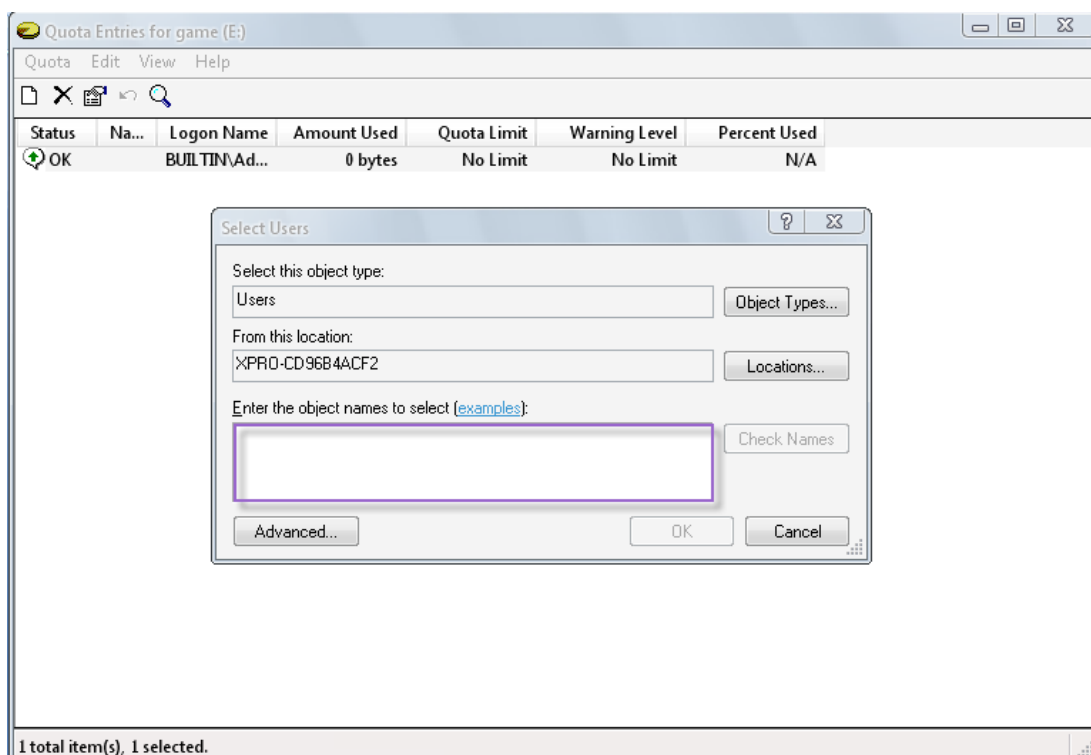 Quota Entries for game (E:)
Quota Edit View Help
Status Na... Logon Name Amount Used Quota Limit Warning Level Percent Used
OK BUILTIN\Ad... 0 bytes No Limit No Limit N/A
Select Users
Select this object type:
Users Object Types...
From this location:
XPRO-CD96B4ACF2 Locations...
Enter the object names to select (examples):
Check Names
Advanced... OK Cancel
1 total item(s), 1 selected.